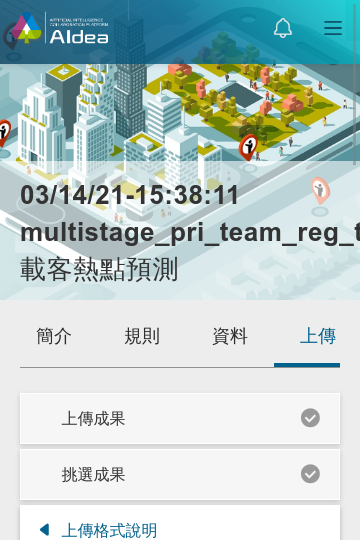 ARTIFICIAL INTELLIGENCE
COLLABORATION PLATFORM
AIdea
03/14/21-15:38:11
multistage_pri_team_reg_t
載客熱點預測
簡介 規則 資料 上傳
上傳成果
挑選成果
上傳格式說明